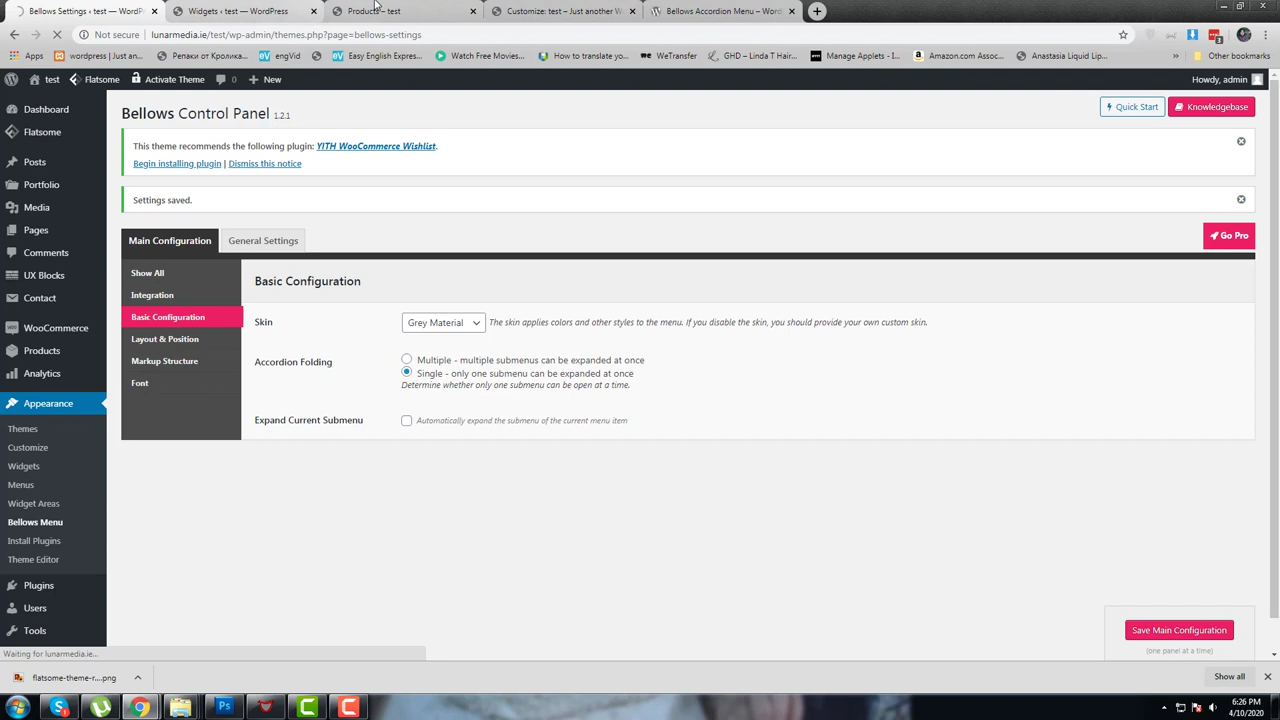 Bellows Settings ‹ test — WordPr
Widgets ‹ test — WordPress
Products – test
Customize: test – Just another W
Bellows Accordion Menu – Word
Not secure
lunarmedia.ie/test/wp-admin/themes.php?page=bellows-settings
Apps
wordpress | Just an...
Репаки от Кролика...
engVid
Easy English Expres...
Watch Free Movies...
How to translate yo...
WeTransfer
GHD – Linda T Hair...
Manage Applets - I...
Amazon.com Assoc...
Anastasia Liquid Lip...
Other bookmarks
test
Flatsome
Activate Theme
0
New
Howdy, admin
Dashboard
Flatsome
Posts
Portfolio
Media
Pages
Comments
UX Blocks
Contact
WooCommerce
Products
Analytics
Appearance
Themes
Customize
Widgets
Menus
Widget Areas
Bellows Menu
Install Plugins
Theme Editor
Plugins
Users
Tools
Bellows Control Panel 1.2.1
Quick Start
Knowledgebase
This theme recommends the following plugin: YITH WooCommerce Wishlist.
Begin installing plugin | Dismiss this notice
Settings saved.
Main Configuration
General Settings
Go Pro
Show All
Integration
Basic Configuration
Layout & Position
Markup Structure
Font
Basic Configuration
Skin
Grey Material
The skin applies colors and other styles to the menu. If you disable the skin, you should provide your own custom skin.
Accordion Folding
Multiple - multiple submenus can be expanded at once
Single - only one submenu can be expanded at once
Determine whether only one submenu can be open at a time.
Expand Current Submenu
Automatically expand the submenu of the current menu item
Save Main Configuration
(one panel at a time)
Waiting for lunarmedia.ie...
flatsome-theme-r....png
Show all
6:26 PM
4/10/2020